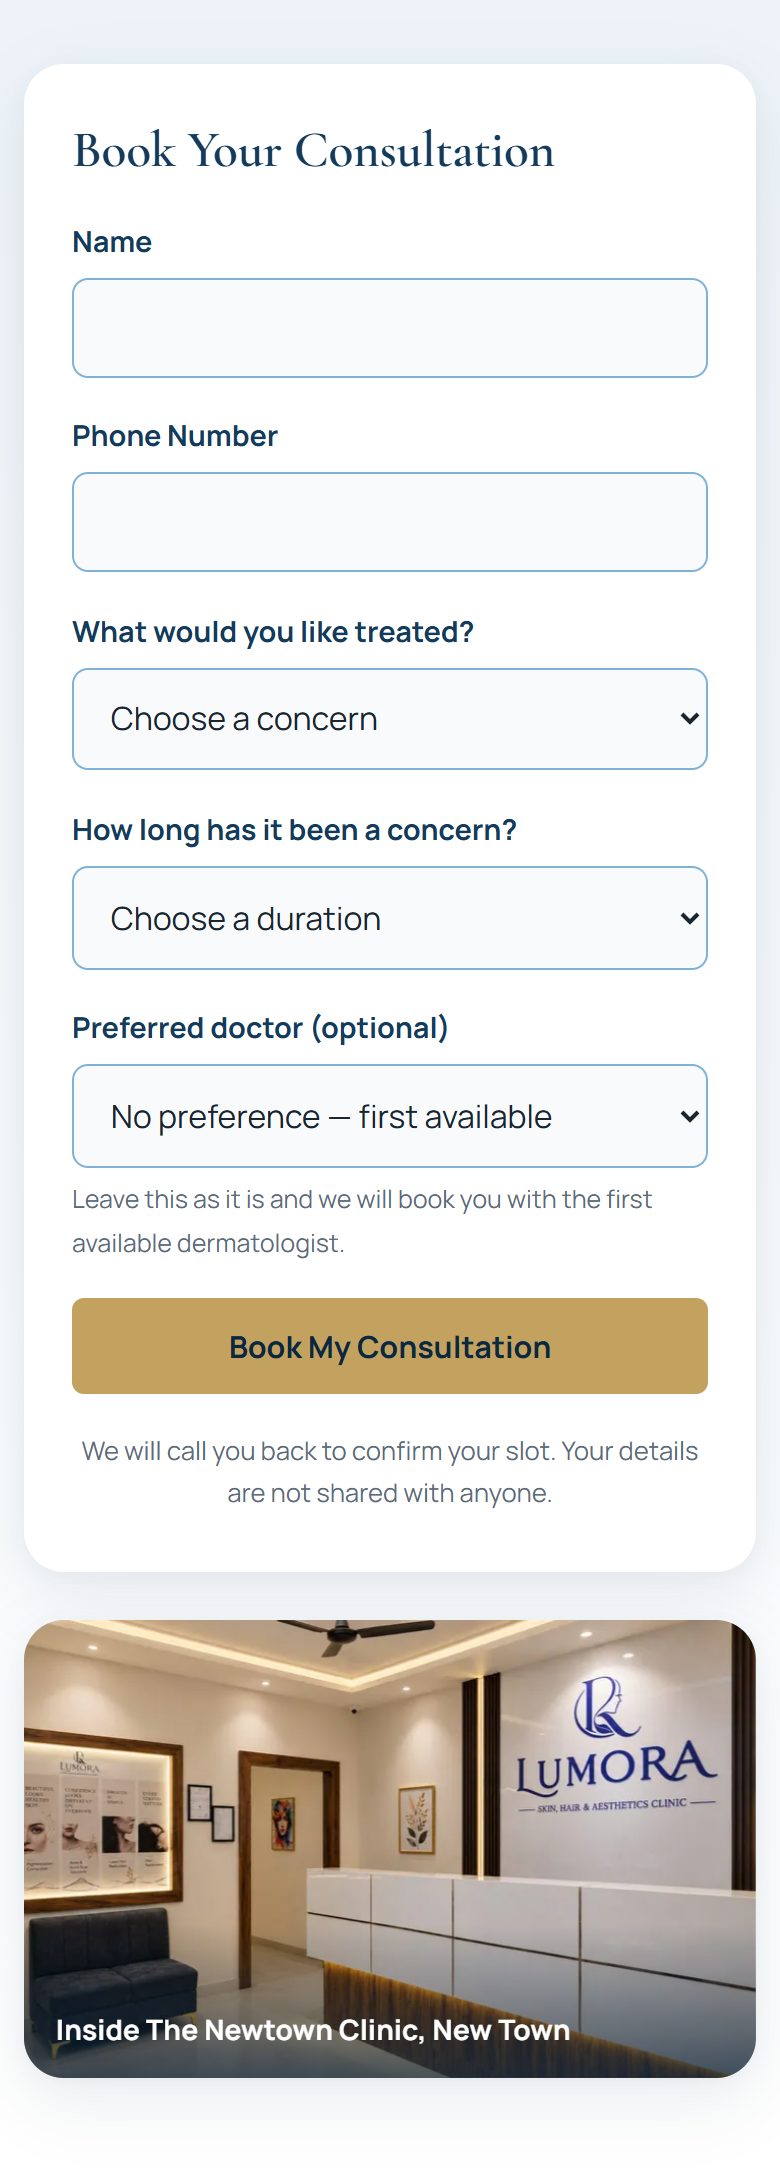 Book Your Consultation
Name
Phone Number
What would you like treated?
Choose a concern
How long has it been a concern?
Choose a duration
Preferred doctor (optional)
No preference — first available
Leave this as it is and we will book you with the first
available dermatologist.
Book My Consultation
We will call you back to confirm your slot. Your details
are not shared with anyone.
LUMORA
SKIN, HAIR & AESTHETICS CLINIC
LUMORA
Inside The Newtown Clinic, New Town